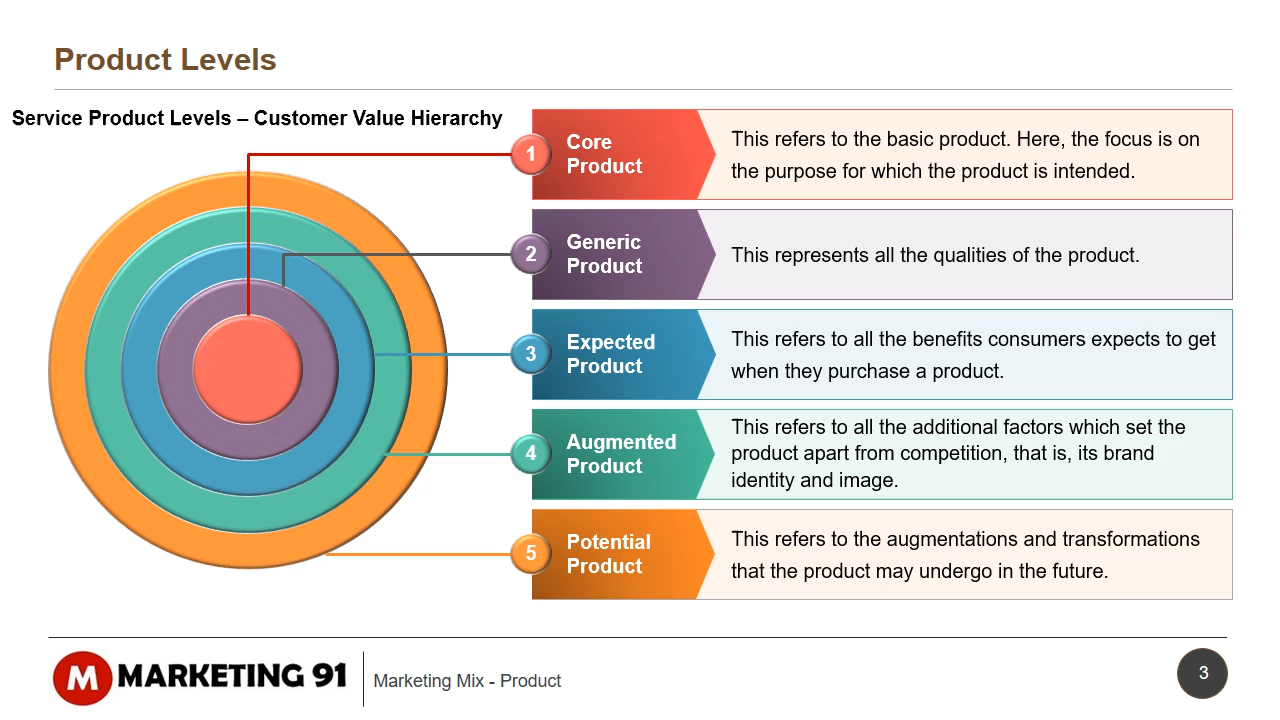 Product Levels
Service Product Levels – Customer Value Hierarchy
1
Core
Product
This refers to the basic product. Here, the focus is on
the purpose for which the product is intended.
2
Generic
Product
This represents all the qualities of the product.
3
Expected
Product
This refers to all the benefits consumers expects to get
when they purchase a product.
4
Augmented
Product
This refers to all the additional factors which set the
product apart from competition, that is, its brand
identity and image.
5
Potential
Product
This refers to the augmentations and transformations
that the product may undergo in the future.
M MARKETING 91
Marketing Mix - Product
3